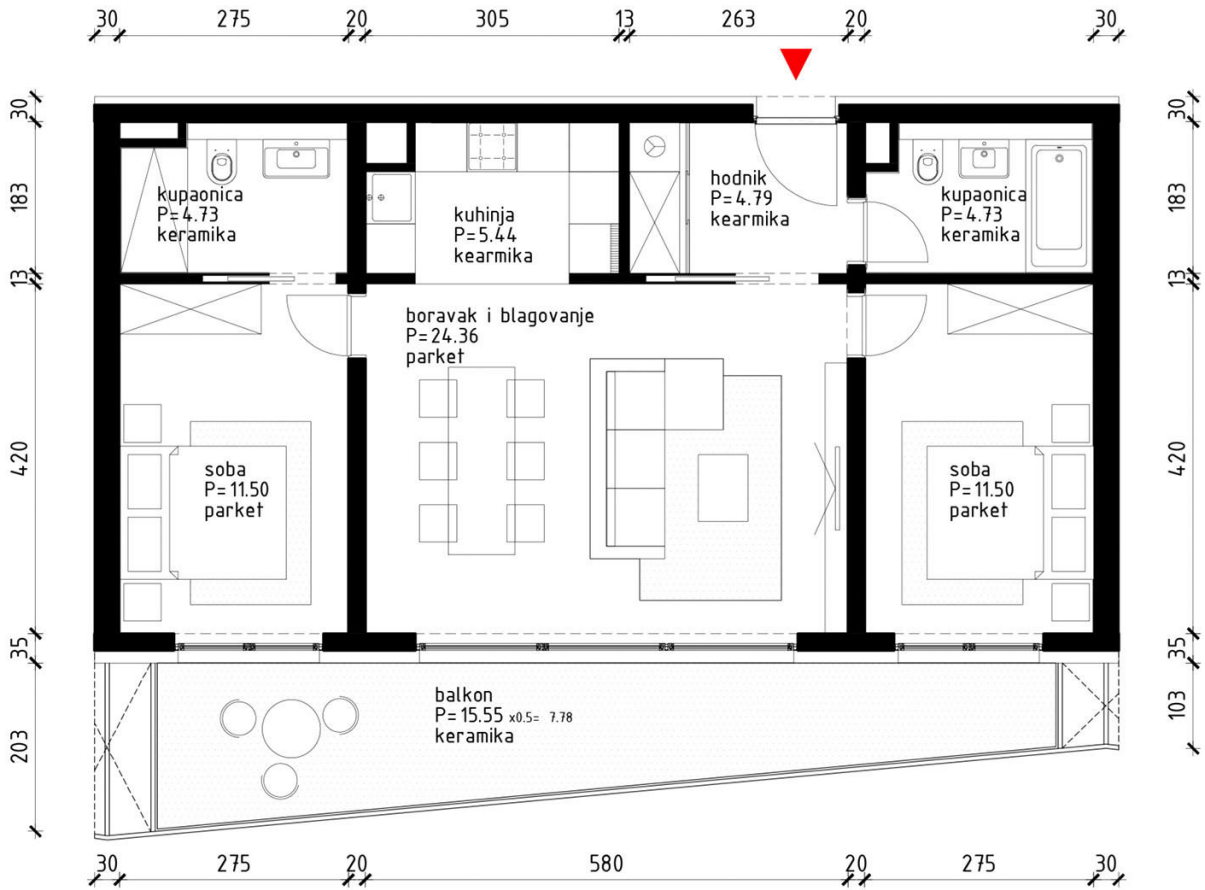 30 275 20 305 13 263 20 30
30
183
13
420
35
203
30
183
13
420
35
103
kupaonica
P=4.73
keramika
kuhinja
P=5.44
kearmika
hodnik
P=4.79
kearmika
kupaonica
P=4.73
keramika
boravak i blagovanje
P=24.36
parket
soba
P=11.50
parket
soba
P=11.50
parket
balkon
P=15.55 x0.5= 7.78
keramika
30 275 20 580 20 275 30